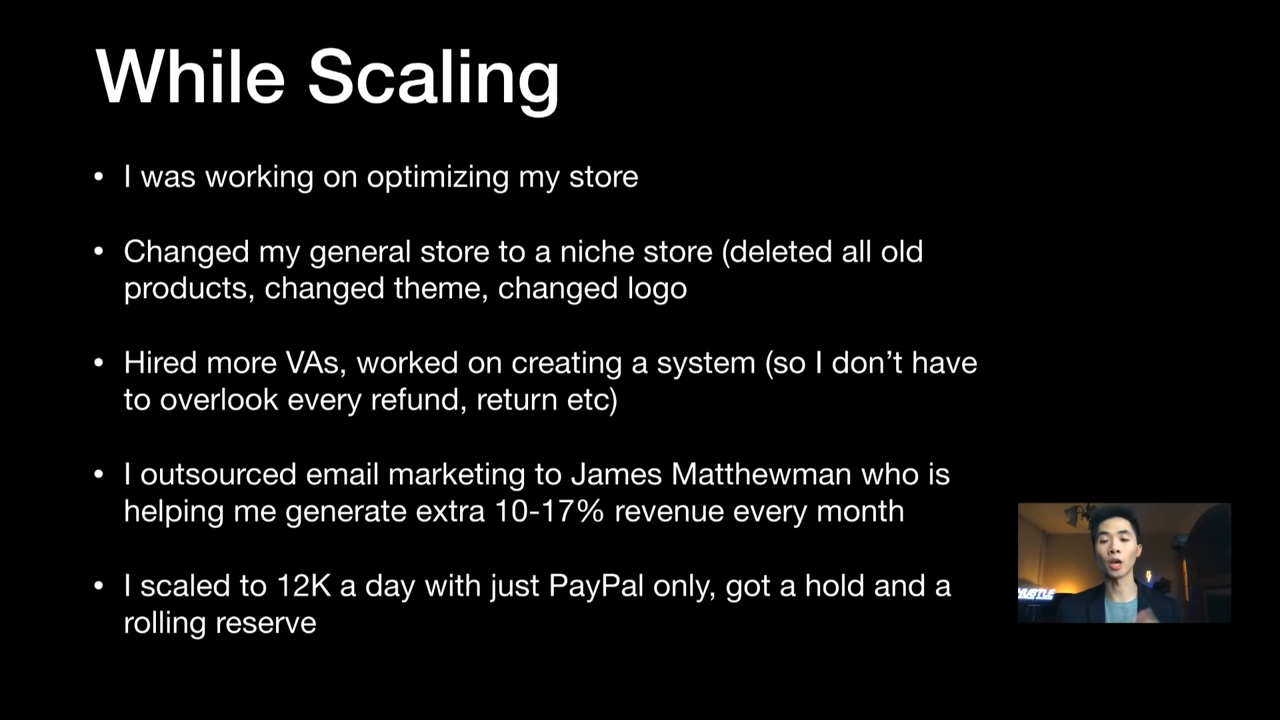 While Scaling
• I was working on optimizing my store
• Changed my general store to a niche store (deleted all old
products, changed theme, changed logo
• Hired more VAs, worked on creating a system (so I don’t have
to overlook every refund, return etc)
• I outsourced email marketing to James Matthewman who is
helping me generate extra 10-17% revenue every month
• I scaled to 12K a day with just PayPal only, got a hold and a
rolling reserve